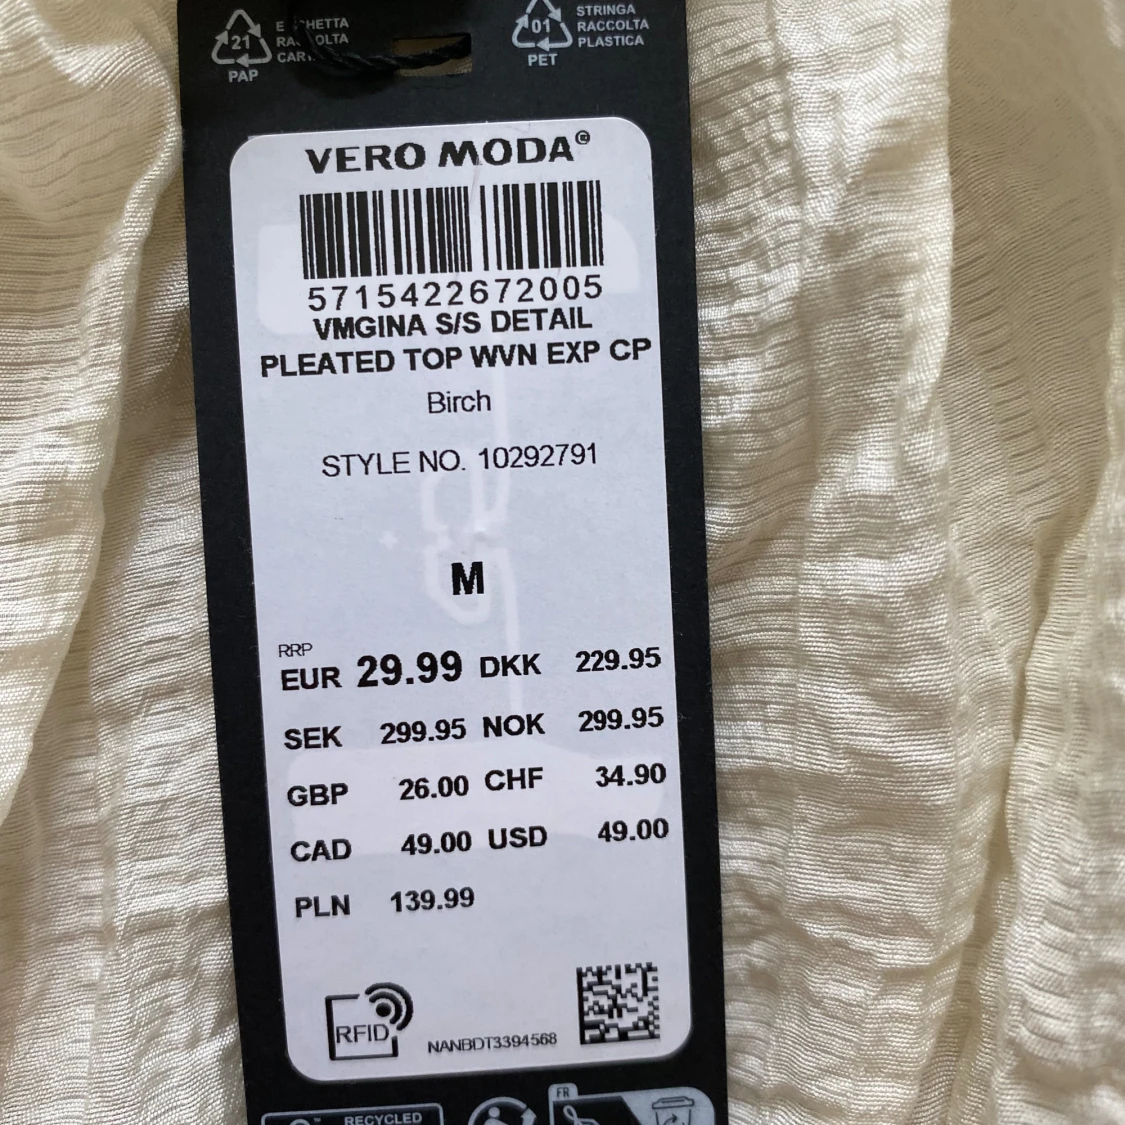 21
PAP
RACCOLTA
01
PET
STRINGA
RACCOLTA
PLASTICA
VERO MODA®
5715422672005
VMGINA S/S DETAIL
PLEATED TOP WVN EXP CP
Birch
STYLE NO. 10292791
M
RRP
EUR 29.99 DKK 229.95
SEK 299.95 NOK 299.95
GBP 26.00 CHF 34.90
CAD 49.00 USD 49.00
PLN 139.99
RFID
NANBDT3394568
FR
RECYCLED